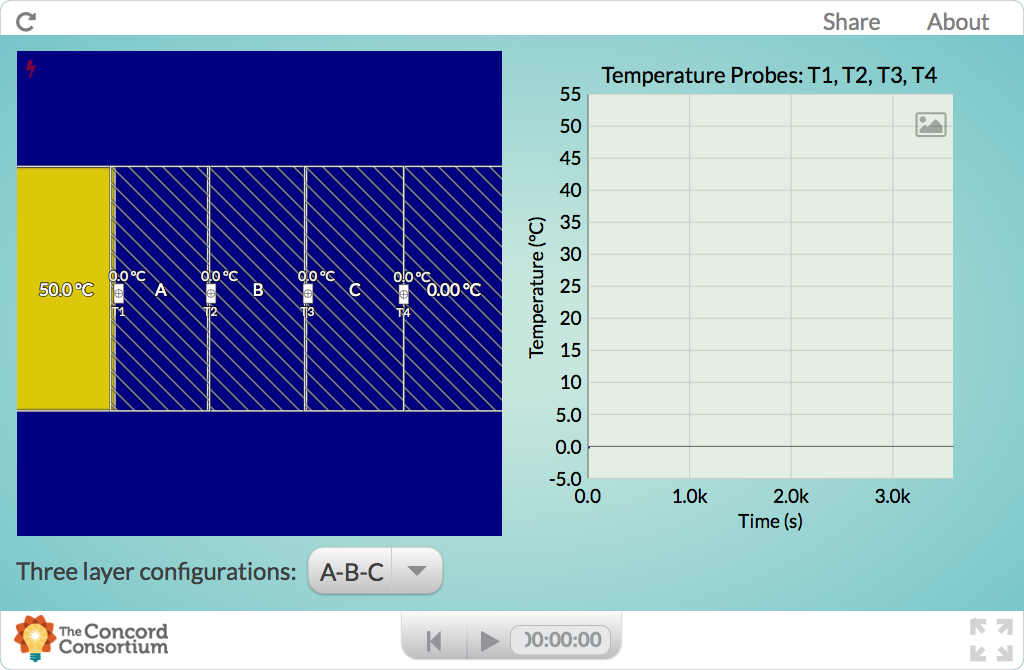 Share About
Temperature Probes: T1, T2, T3, T4
55
50
45
40
35
30
25
20
15
10
5.0
0.0
-5.0
Temperature (°C)
0.0 1.0k 2.0k 3.0k
Time (s)
0.0 °C 0.0 °C 0.0 °C 0.0 °C
50.0 °C A B C 0.00 °C
T1 T2 T3 T4
Three layer configurations: A-B-C
The Concord
Consortium
00:00:00